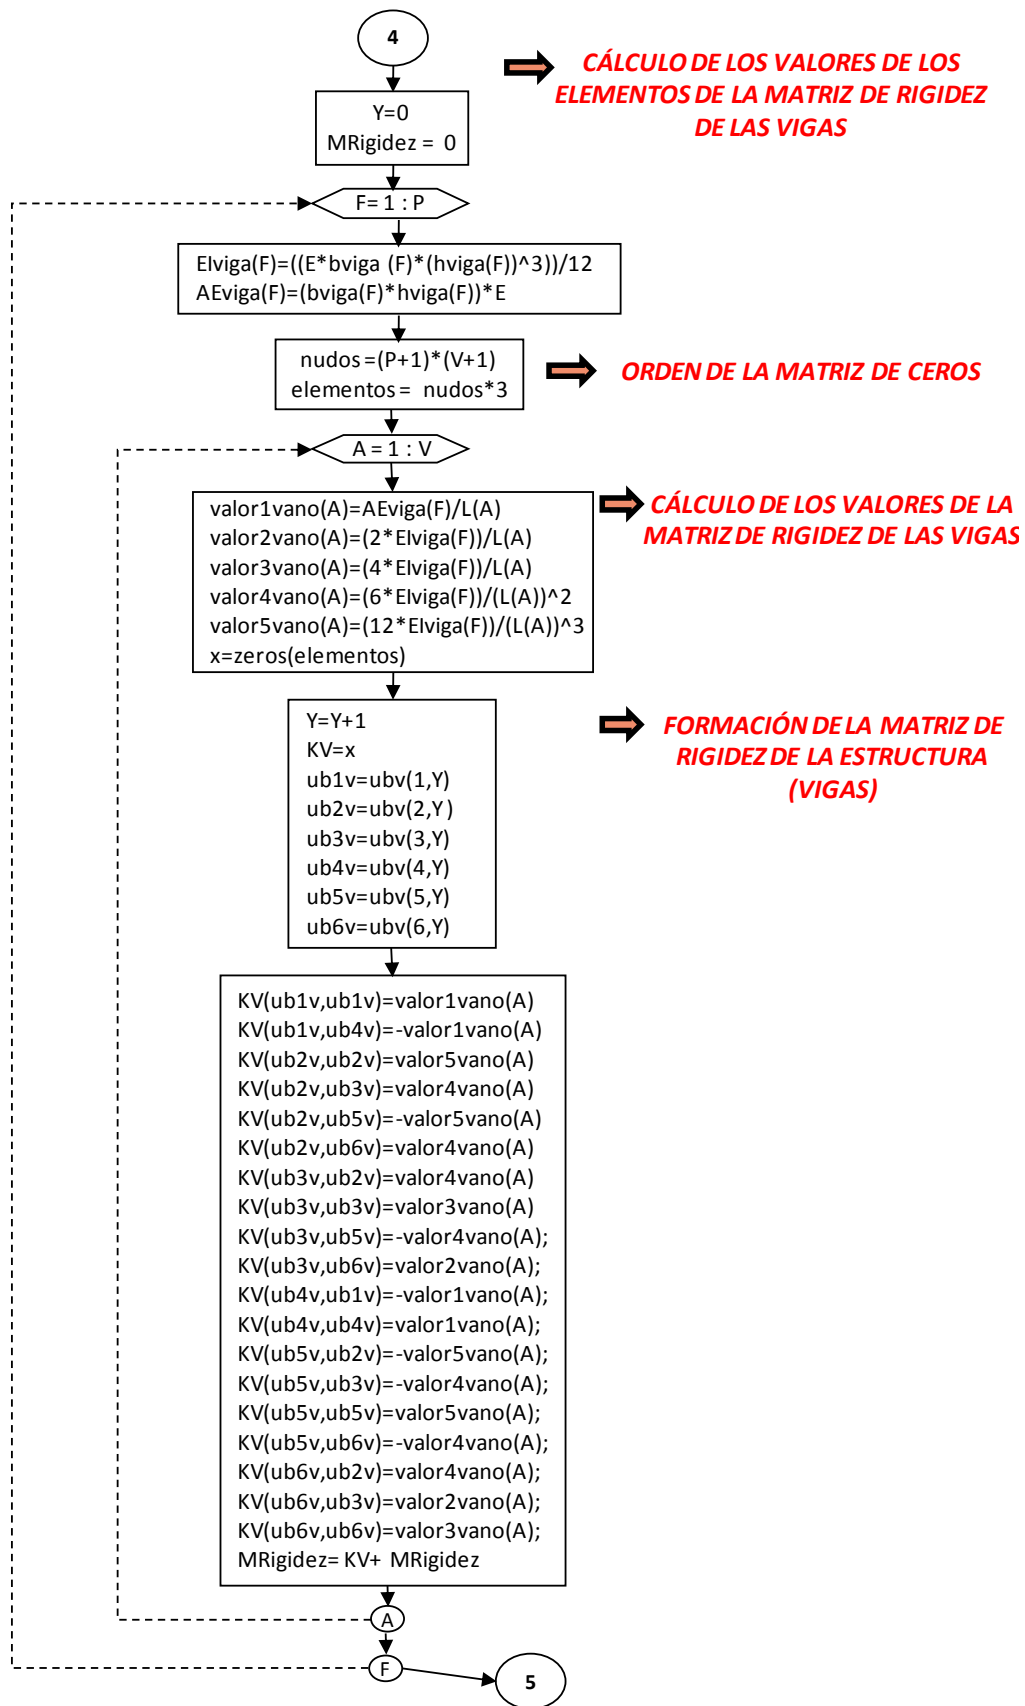 4
CÁLCULO DE LOS VALORES DE LOS
ELEMENTOS DE LA MATRIZ DE RIGIDEZ
DE LAS VIGAS
Y=0
MRigidez = 0
F= 1 : P
EIviga(F)=((E*bviga (F)*(hviga(F))^3))/12
AEviga(F)=(bviga(F)*hviga(F))*E
nudos =(P+1)*(V+1)
elementos = nudos*3
ORDEN DE LA MATRIZ DE CEROS
A = 1 : V
valor1vano(A)=AEviga(F)/L(A)
valor2vano(A)=(2*EIviga(F))/L(A)
valor3vano(A)=(4*EIviga(F))/L(A)
valor4vano(A)=(6*EIviga(F))/(L(A))^2
valor5vano(A)=(12*EIviga(F))/(L(A))^3
x=zeros(elementos)
CÁLCULO DE LOS VALORES DE LA
MATRIZ DE RIGIDEZ DE LAS VIGAS
Y=Y+1
KV=x
ub1v=ubv(1,Y)
ub2v=ubv(2,Y )
ub3v=ubv(3,Y)
ub4v=ubv(4,Y)
ub5v=ubv(5,Y)
ub6v=ubv(6,Y)
FORMACIÓN DE LA MATRIZ DE
RIGIDEZ DE LA ESTRUCTURA
(VIGAS)
KV(ub1v,ub1v)=valor1vano(A)
KV(ub1v,ub4v)=-valor1vano(A)
KV(ub2v,ub2v)=valor5vano(A)
KV(ub2v,ub3v)=valor4vano(A)
KV(ub2v,ub5v)=-valor5vano(A)
KV(ub2v,ub6v)=valor4vano(A)
KV(ub3v,ub2v)=valor4vano(A)
KV(ub3v,ub3v)=valor3vano(A)
KV(ub3v,ub5v)=-valor4vano(A);
KV(ub3v,ub6v)=valor2vano(A);
KV(ub4v,ub1v)=-valor1vano(A);
KV(ub4v,ub4v)=valor1vano(A);
KV(ub5v,ub2v)=-valor5vano(A);
KV(ub5v,ub3v)=-valor4vano(A);
KV(ub5v,ub5v)=valor5vano(A);
KV(ub5v,ub6v)=-valor4vano(A);
KV(ub6v,ub2v)=valor4vano(A);
KV(ub6v,ub3v)=valor2vano(A);
KV(ub6v,ub6v)=valor3vano(A);
MRigidez= KV+ MRigidez
A
F
5